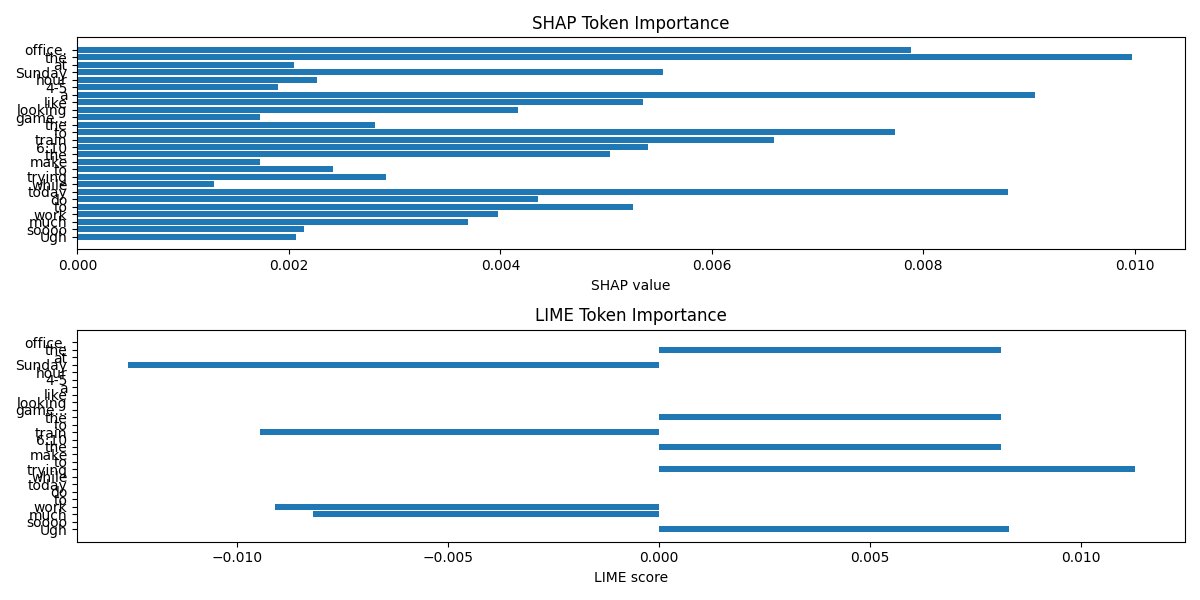 SHAP Token Importance
office.
the
at
Sunday
hour
4-5
a
like
looking
game...
the
to
train
6:10
the
make
to
trying
while
today
do
to
work
much
soooo
Ugh
0.000 0.002 0.004 0.006 0.008 0.010
SHAP value
LIME Token Importance
office.
the
at
Sunday
hour
4-5
a
like
looking
game...
the
to
train
6:10
the
make
to
trying
while
today
do
to
work
much
soooo
Ugh
−0.010 −0.005 0.000 0.005 0.010
LIME score